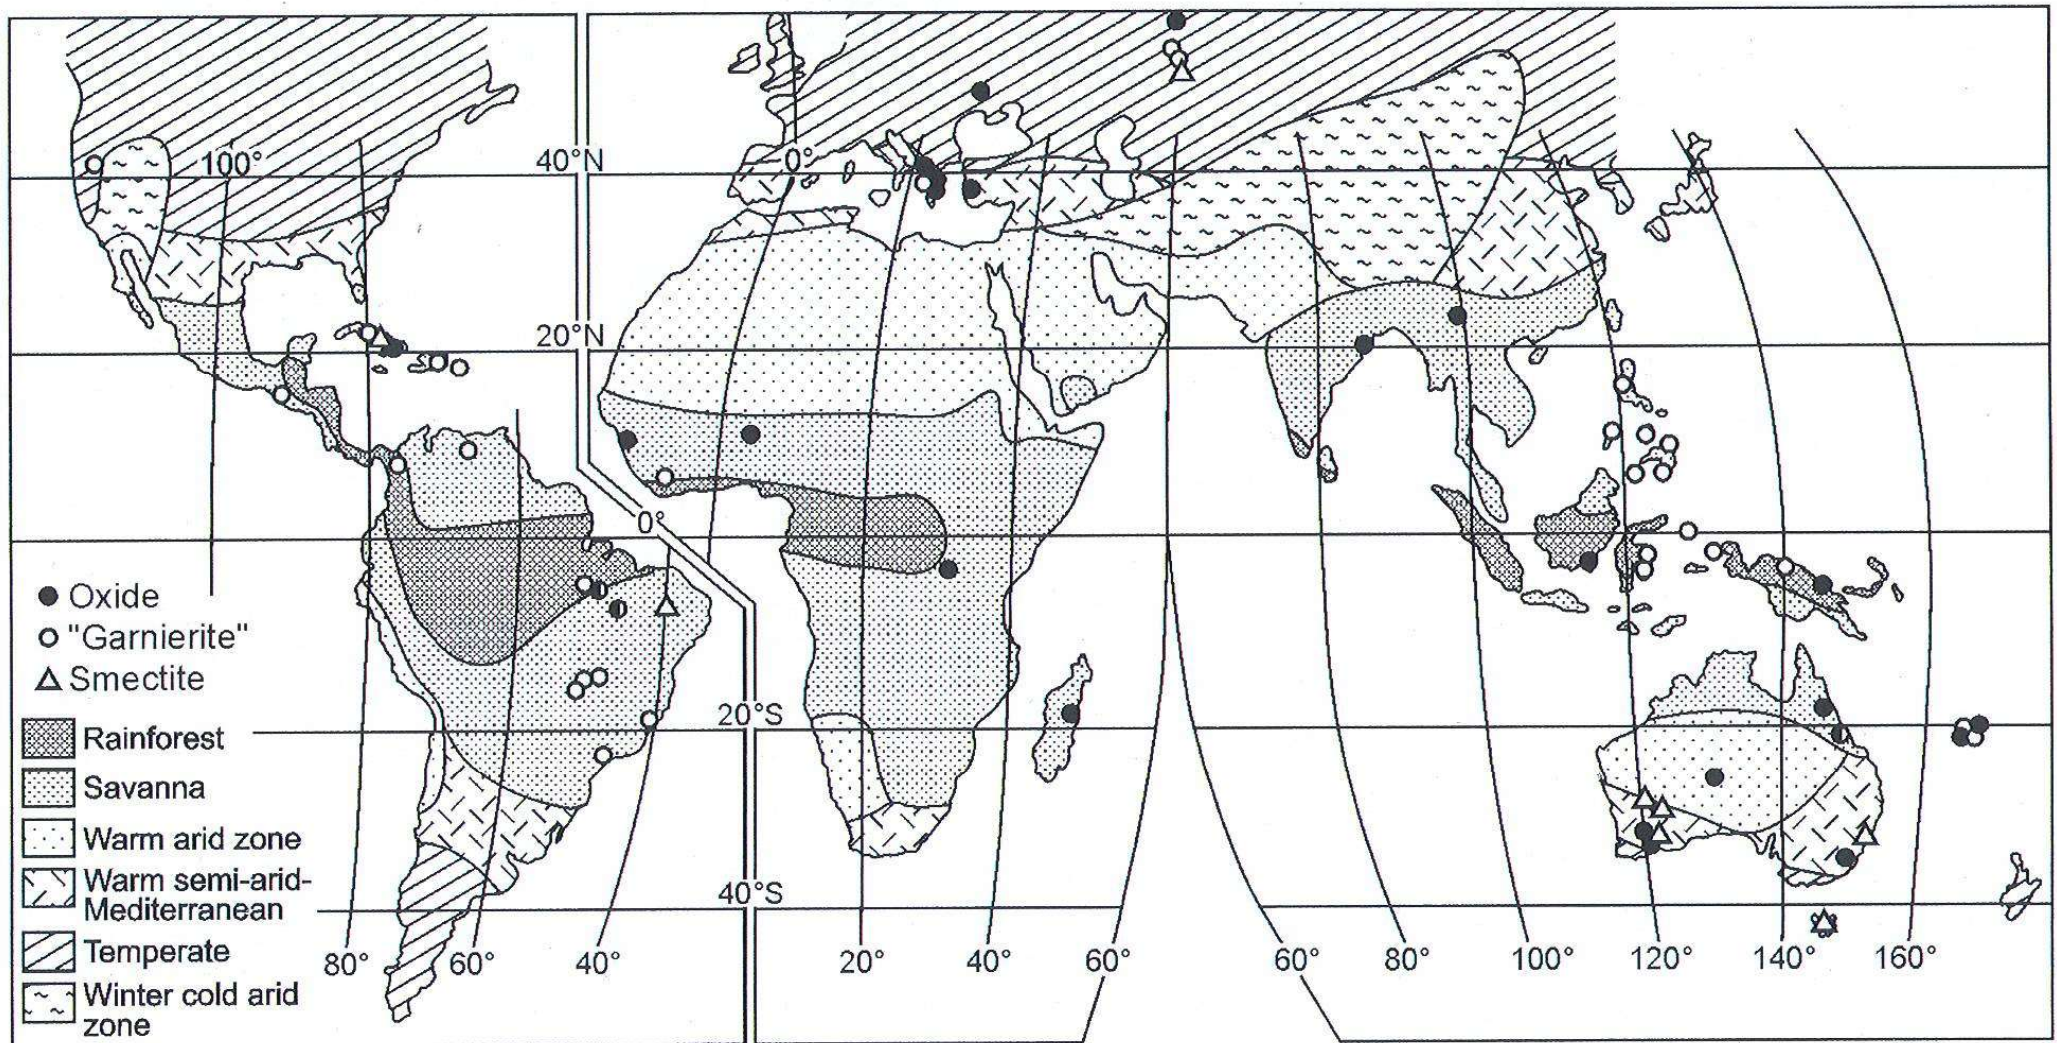 100°
40°N
0°
20°N
0°
Oxide
"Garnierite"
Smectite
Rainforest
20°S
Savanna
Warm arid zone
Warm semi-arid-
Mediterranean
40°S
Temperate
80°
60°
40°
20°
40°
60°
60°
80°
100°
120°
140°
160°
Winter cold arid
zone